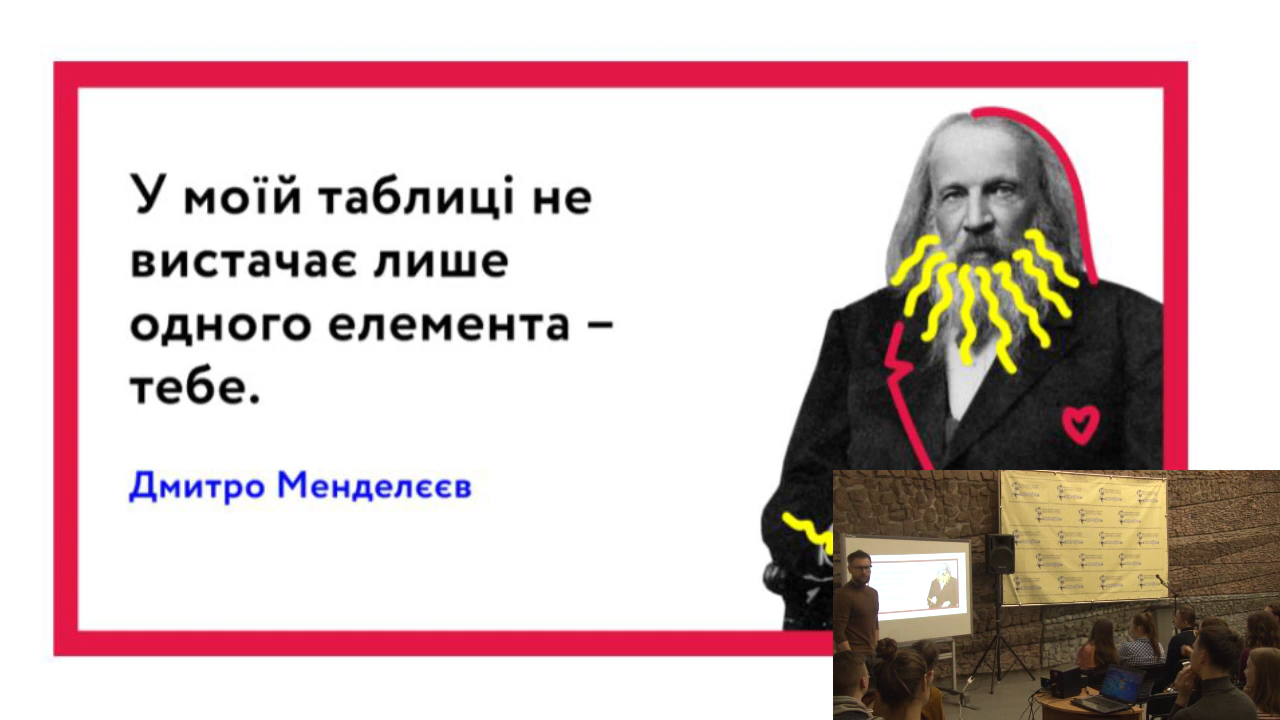 У моїй таблиці не
вистачає лише
одного елемента –
тебе.
Дмитро Менделєєв